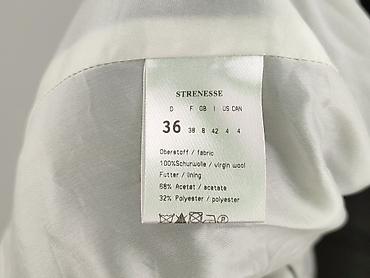 STRENESSE
D F GB I US CAN
36 38 8 42 4 4
Oberstoff / fabric
100%Schurwolle / virgin wool
Futter / lining
68% Acetat / acetate
32% Polyester / polyester